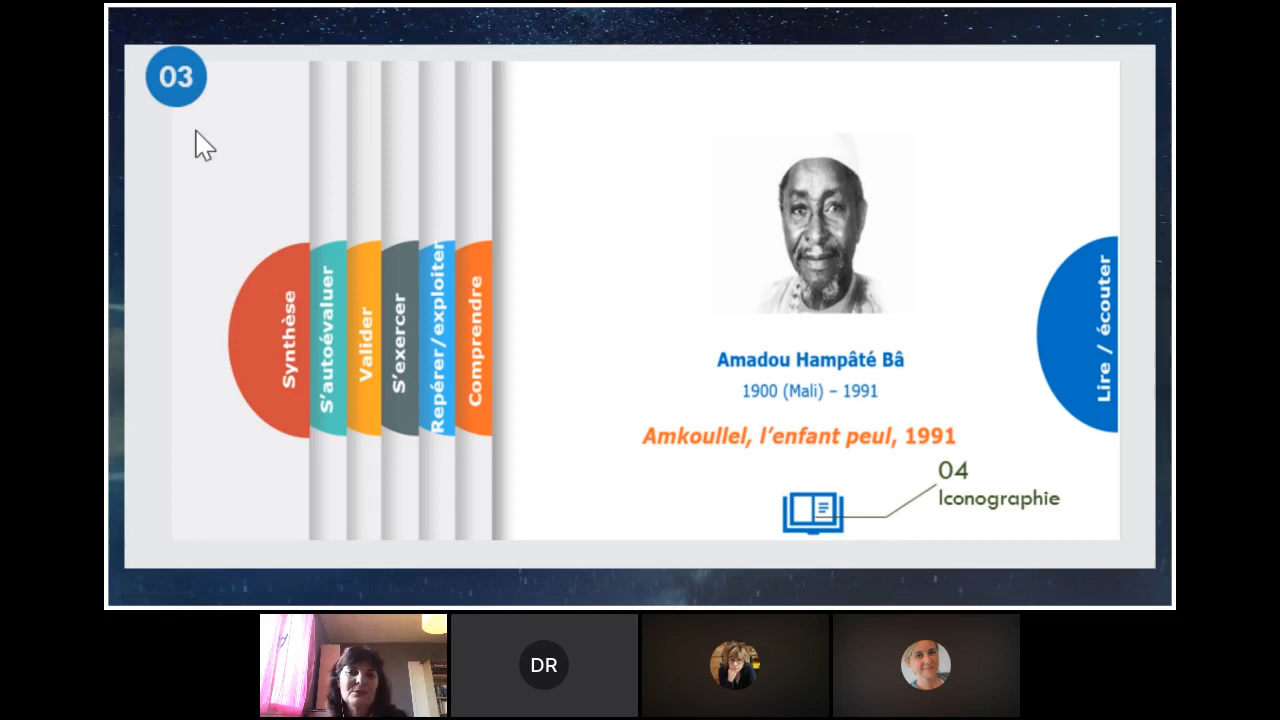 03
Synthèse
S'autoévaluer
Valider
S'exercer
Repérer/exploiter
Comprendre
Amadou Hampâté Bâ
1900 (Mali) – 1991
Amkoullel, l'enfant peul, 1991
04
Iconographie
Lire / écouter
DR